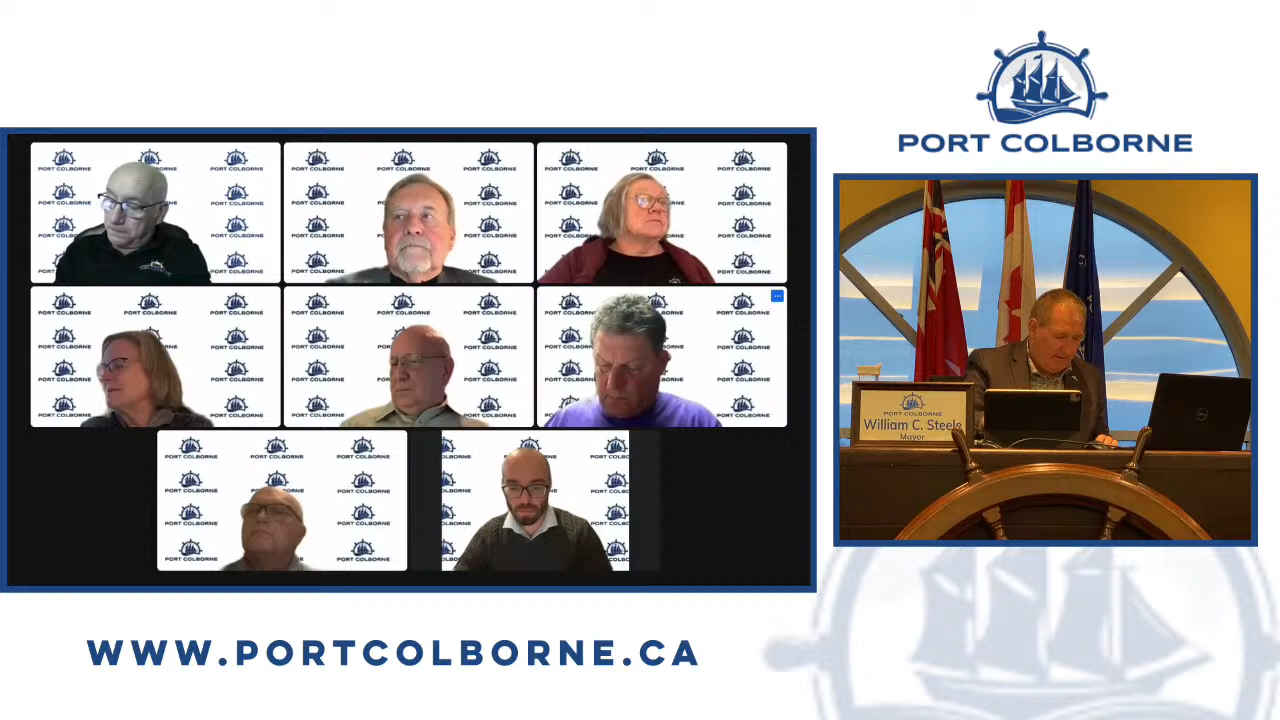 PORT COLBORNE
PORT COLBORNE
William C. Steele
Mayor
WWW.PORTCOLBORNE.CA